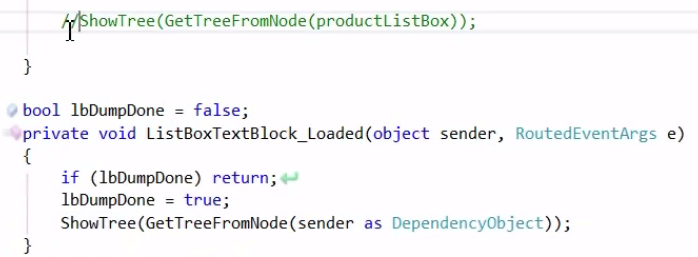 //ShowTree(GetTreeFromNode(productListBox));
}
bool lbDumpDone = false;
private void ListBoxTextBlock_Loaded(object sender, RoutedEventArgs e)
{
if (lbDumpDone) return;
lbDumpDone = true;
ShowTree(GetTreeFromNode(sender as DependencyObject));
}